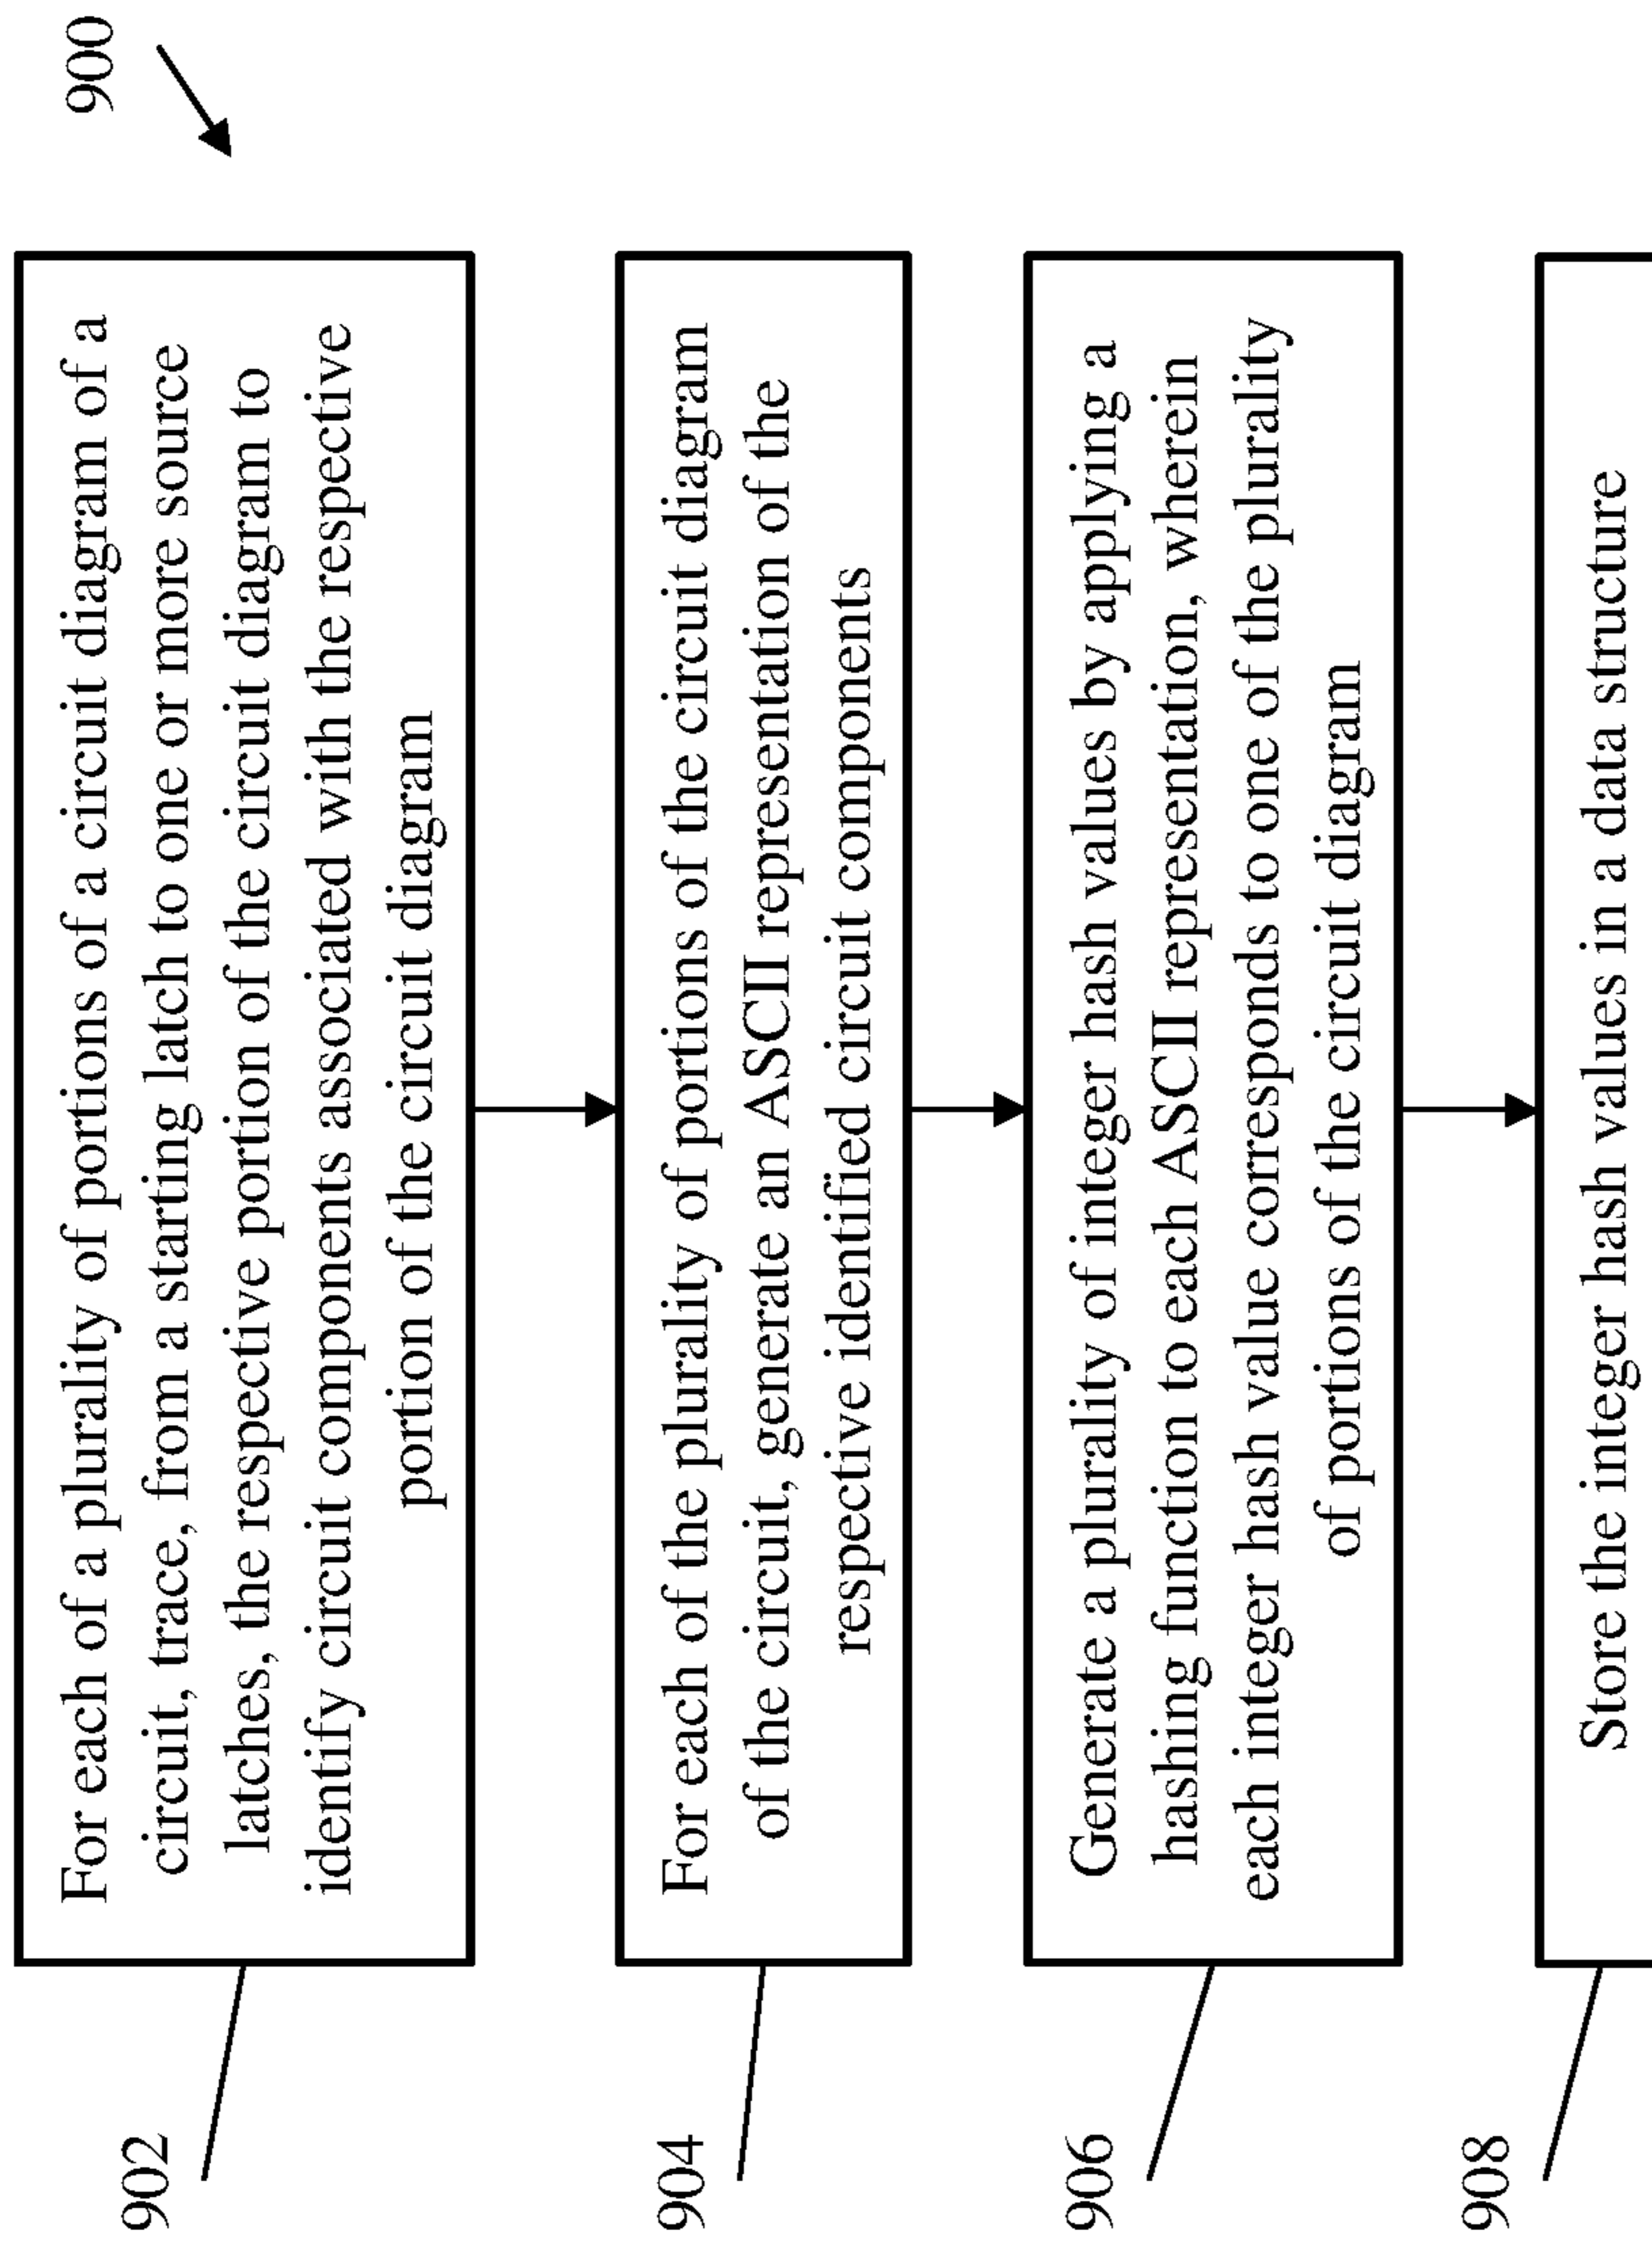 900
902
For each of a plurality of portions of a circuit diagram of a
circuit, trace, from a starting latch to one or more source
latches, the respective portion of the circuit diagram to
identify circuit components associated with the respective
portion of the circuit diagram
904
For each of the plurality of portions of the circuit diagram
of the circuit, generate an ASCII representation of the
respective identified circuit components
906
Generate a plurality of integer hash values by applying a
hashing function to each ASCII representation, wherein
each integer hash value corresponds to one of the plurality
of portions of the circuit diagram
908
Store the integer hash values in a data structure